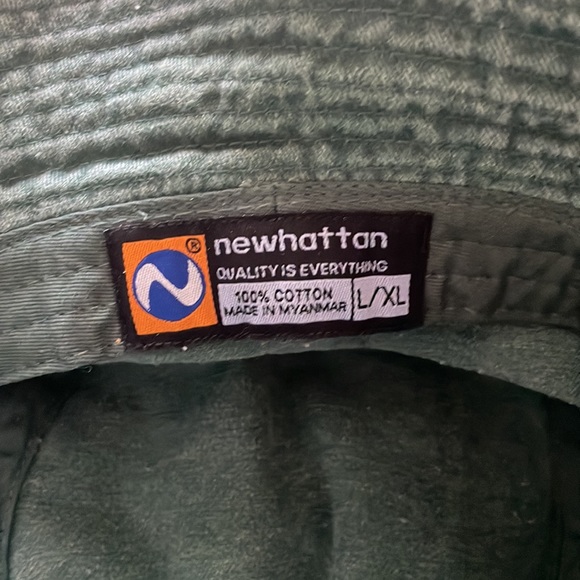 ® newhattan
QUALITY IS EVERYTHING
100% COTTON
MADE IN MYANMAR
L/XL